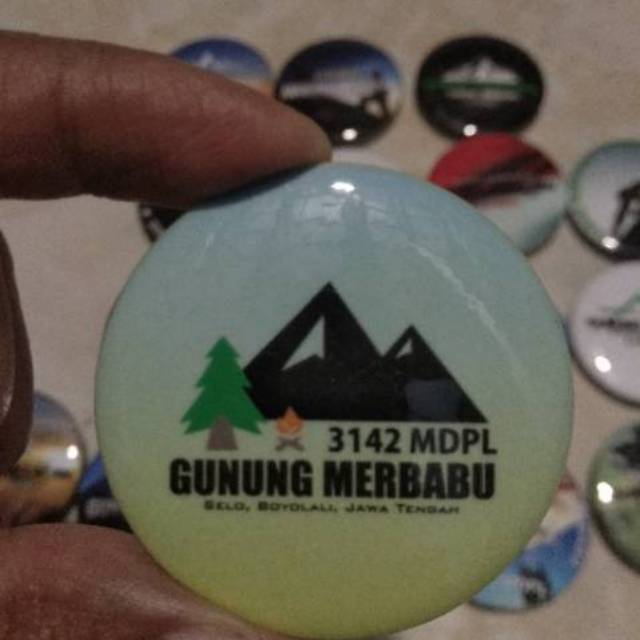 3142 MDPL
GUNUNG MERBABU
SELO, BOYOLALI, JAWA TENGAH